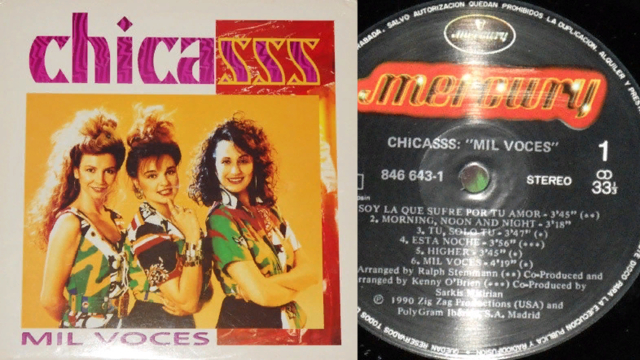 chicasss
MIL VOCES
GRABADA. SALVO AUTORIZACION QUEDAN PROHIBIDOS LA DUPLICACION, ALQUILER Y
mercury
mercury
CHICASSS: "MIL VOCES"
846 643-1
STEREO
1
33⅓
SOY LA QUE SUFRE POR TU AMOR - 3'45" (••)
2. MORNING, NOON AND NIGHT - 3'18"
3. TU, SOLO TU - 3'47" (•)
4. ESTA NOCHE - 3'56" (•••)
5. HIGHER - 3'45" (•)
6. MIL VOCES - 4'19" (•)
Arranged by Ralph Stemmann (••) Co-Produced and
arranged by Kenny O'Brien (•••) Co-Produced by
Sarkis
℗ 1990 Zig Zag Productions (USA) and
PolyGram S.A. Madrid